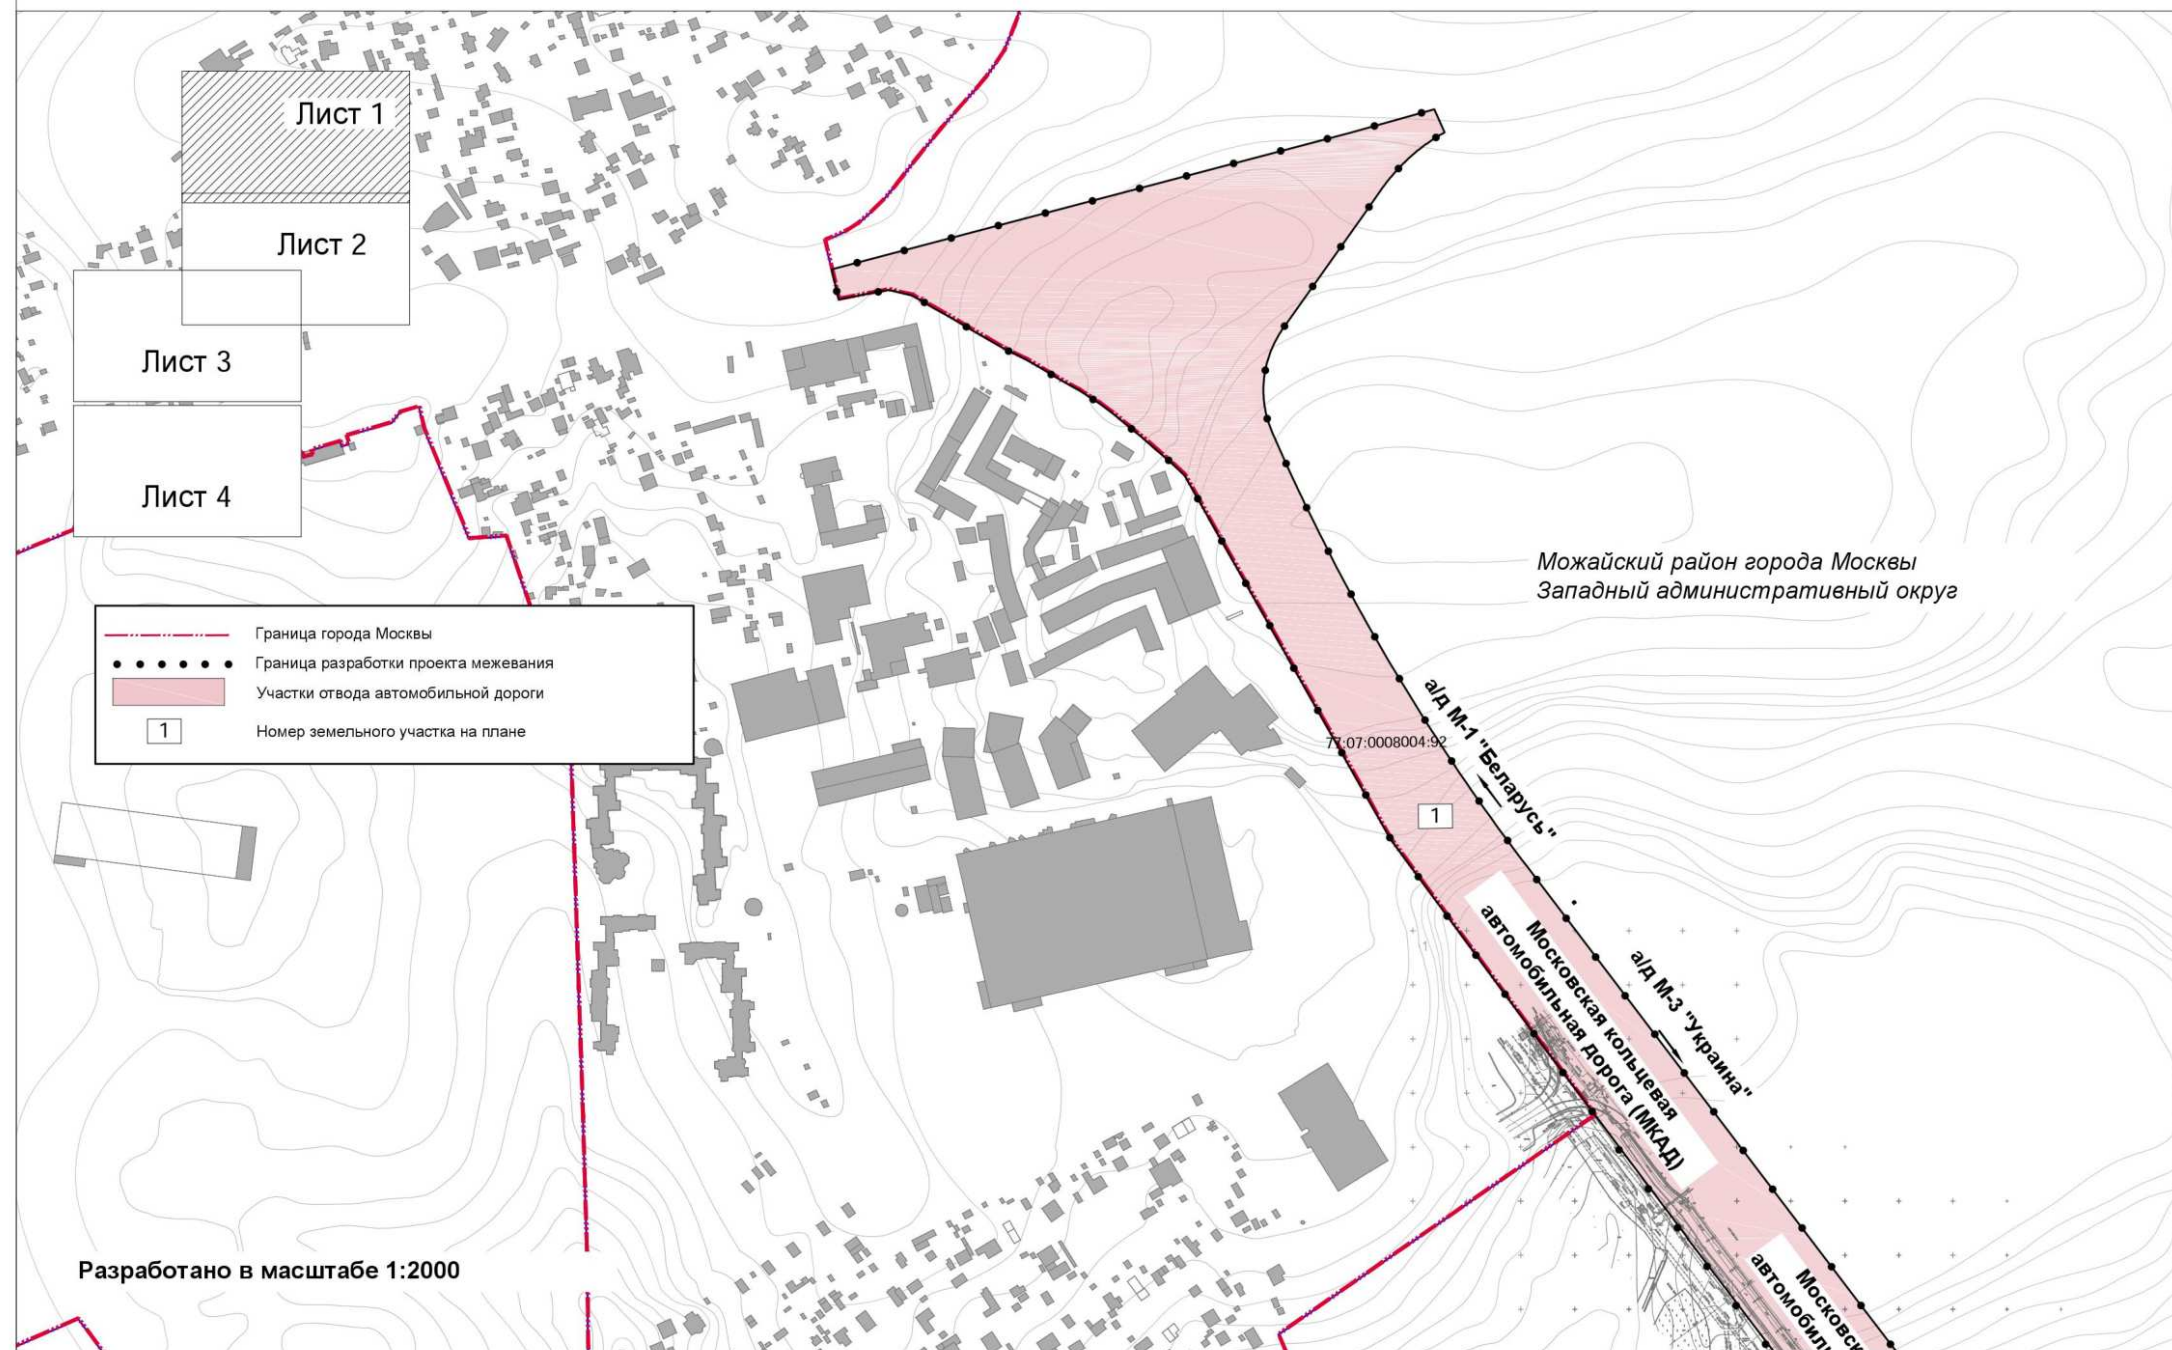 Лист 1
Лист 2
Лист 3
Лист 4
Можайский район города Москвы
Западный административный округ
Граница города Москвы
Граница разработки проекта межевания
Участки отвода автомобильной дороги
1
Номер земельного участка на плане
а/д М-1 "Беларусь"
77:07:0008004:92
1
Московская кольцевая
автомобильная дорога (МКАД)
а/д М-3 "Украина"
Разработано в масштабе 1:2000
Московск
автомобил